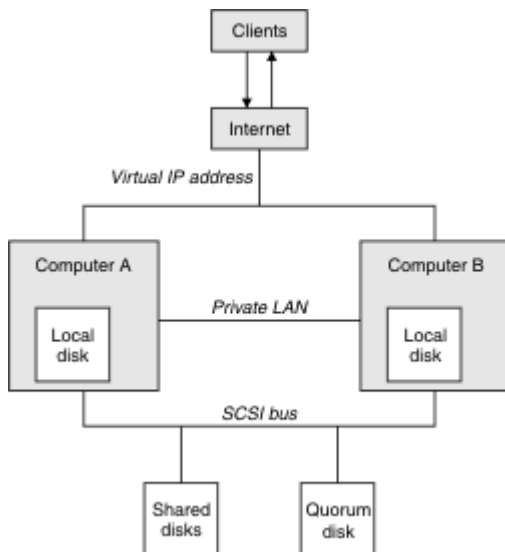 Clients
Internet
Virtual IP address
Computer A
Computer B
Private LAN
Local
disk
Local
disk
SCSI bus
Shared
disks
Quorum
disk